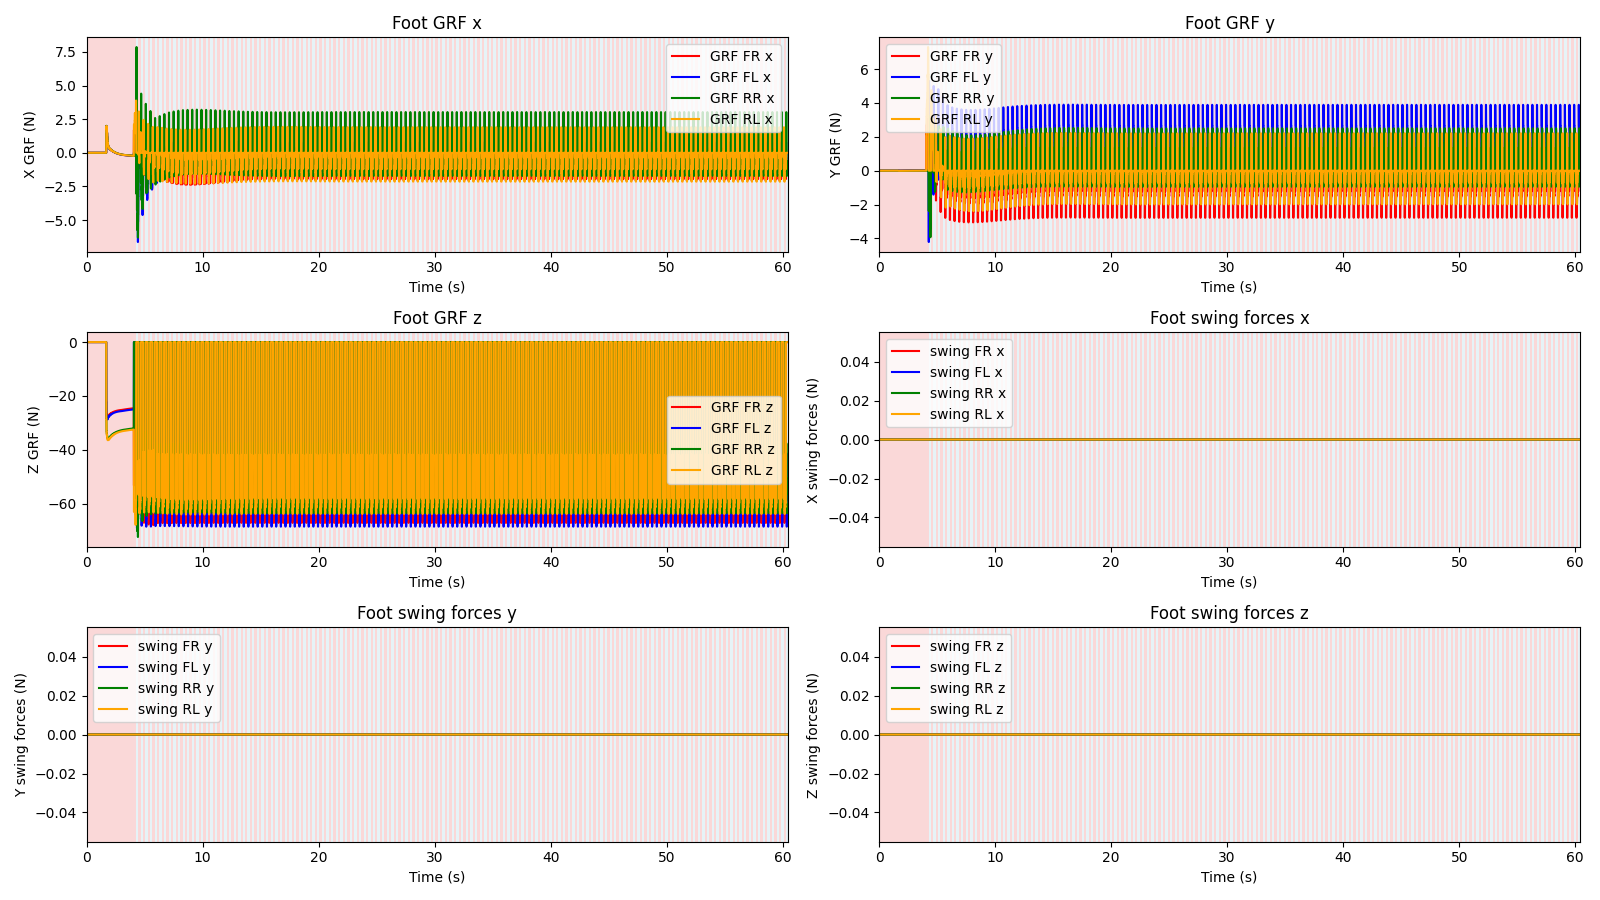 Foot GRF x
X GRF (N)
7.5
5.0
2.5
0.0
−2.5
−5.0
GRF FR x
GRF FL x
GRF RR x
GRF RL x
0 10 20 30 40 50 60
Time (s)
Foot GRF y
Y GRF (N)
6
4
2
0
−2
−4
GRF FR y
GRF FL y
GRF RR y
GRF RL y
0 10 20 30 40 50 60
Time (s)
Foot GRF z
Z GRF (N)
0
−20
−40
−60
GRF FR z
GRF FL z
GRF RR z
GRF RL z
0 10 20 30 40 50 60
Time (s)
Foot swing forces x
X swing forces (N)
0.04
0.02
0.00
−0.02
−0.04
swing FR x
swing FL x
swing RR x
swing RL x
0 10 20 30 40 50 60
Time (s)
Foot swing forces y
Y swing forces (N)
0.04
0.02
0.00
−0.02
−0.04
swing FR y
swing FL y
swing RR y
swing RL y
0 10 20 30 40 50 60
Time (s)
Foot swing forces z
Z swing forces (N)
0.04
0.02
0.00
−0.02
−0.04
swing FR z
swing FL z
swing RR z
swing RL z
0 10 20 30 40 50 60
Time (s)